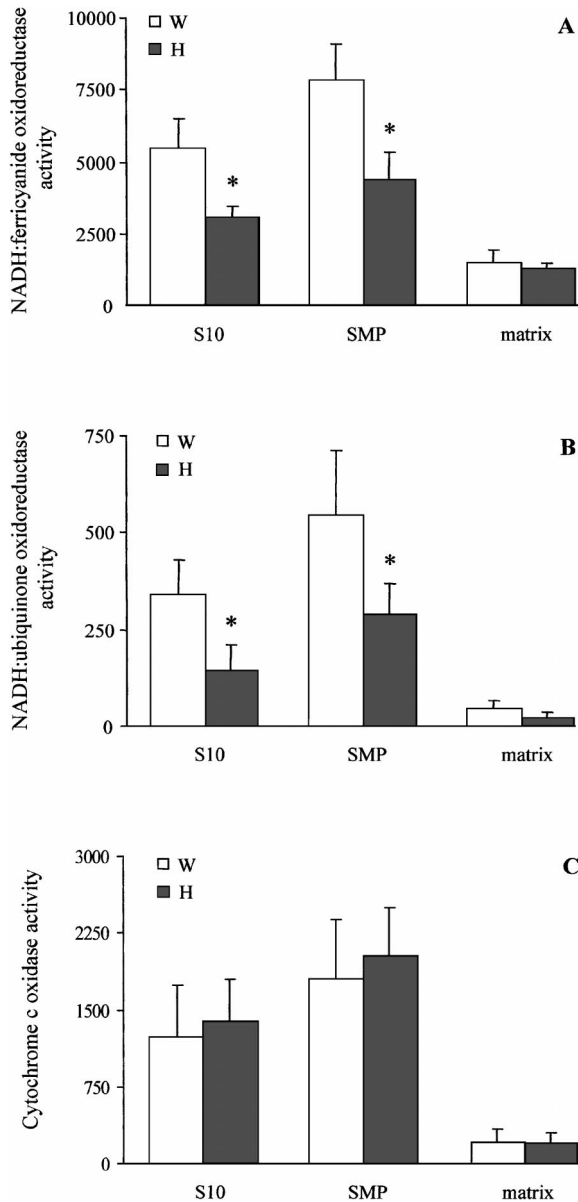 A
W
H
NADH:ferricyanide oxidoreductase
activity
10000
7500
5000
2500
0
*
*
S10 SMP matrix
B
W
H
NADH:ubiquinone oxidoreductase
activity
750
500
250
0
*
*
S10 SMP matrix
C
W
H
Cytochrome c oxidase activity
3000
2250
1500
750
0
S10 SMP matrix